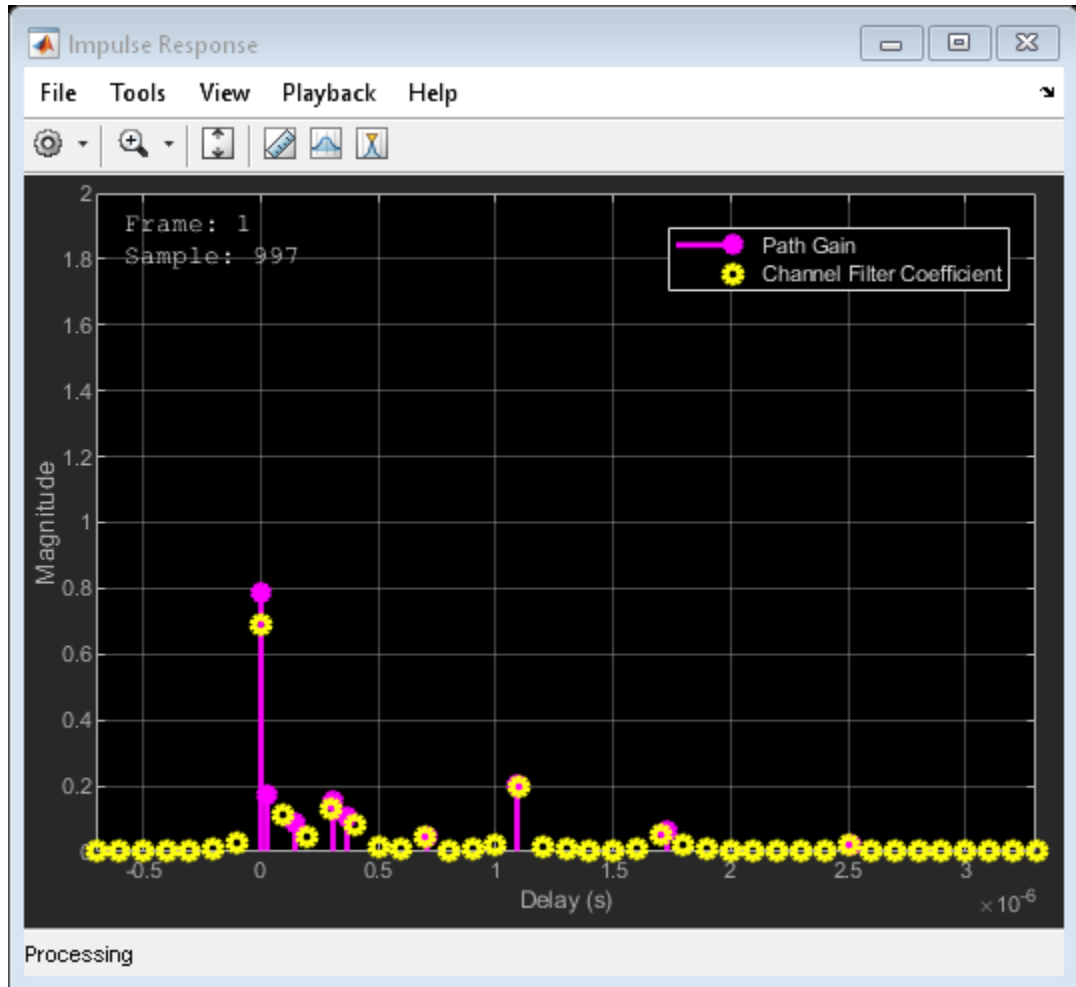 Impulse Response
File Tools View Playback Help
Frame: 1
Sample: 997
Path Gain
Channel Filter Coefficient
2
1.8
1.6
1.4
1.2
1
0.8
0.6
0.4
0.2
0
Magnitude
-0.5 0 0.5 1 1.5 2 2.5 3
Delay (s)
×10-6
Processing